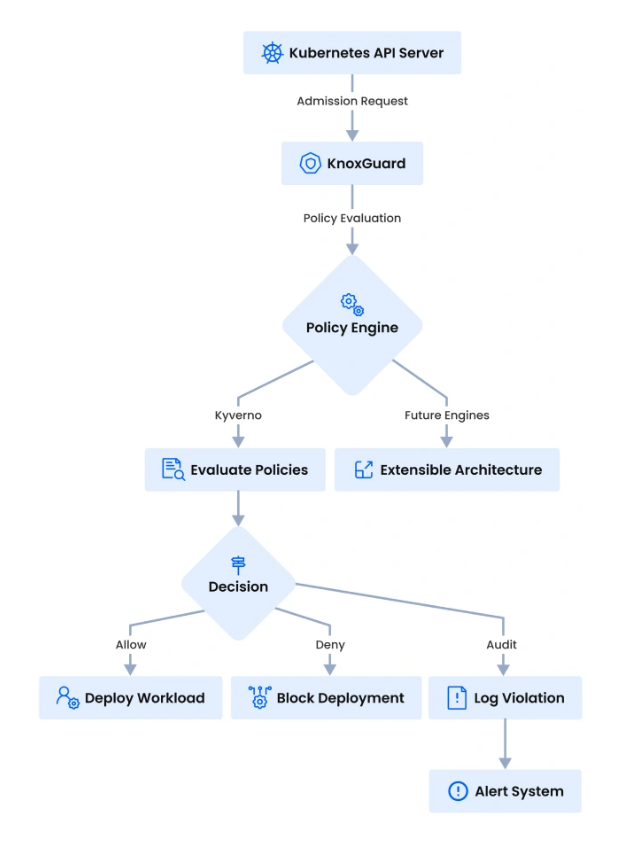 Kubernetes API Server
Admission Request
KnoxGuard
Policy Evaluation
Policy Engine
Kyverno
Future Engines
Evaluate Policies
Extensible Architecture
Decision
Allow
Deny
Audit
Deploy Workload
Block Deployment
Log Violation
Alert System